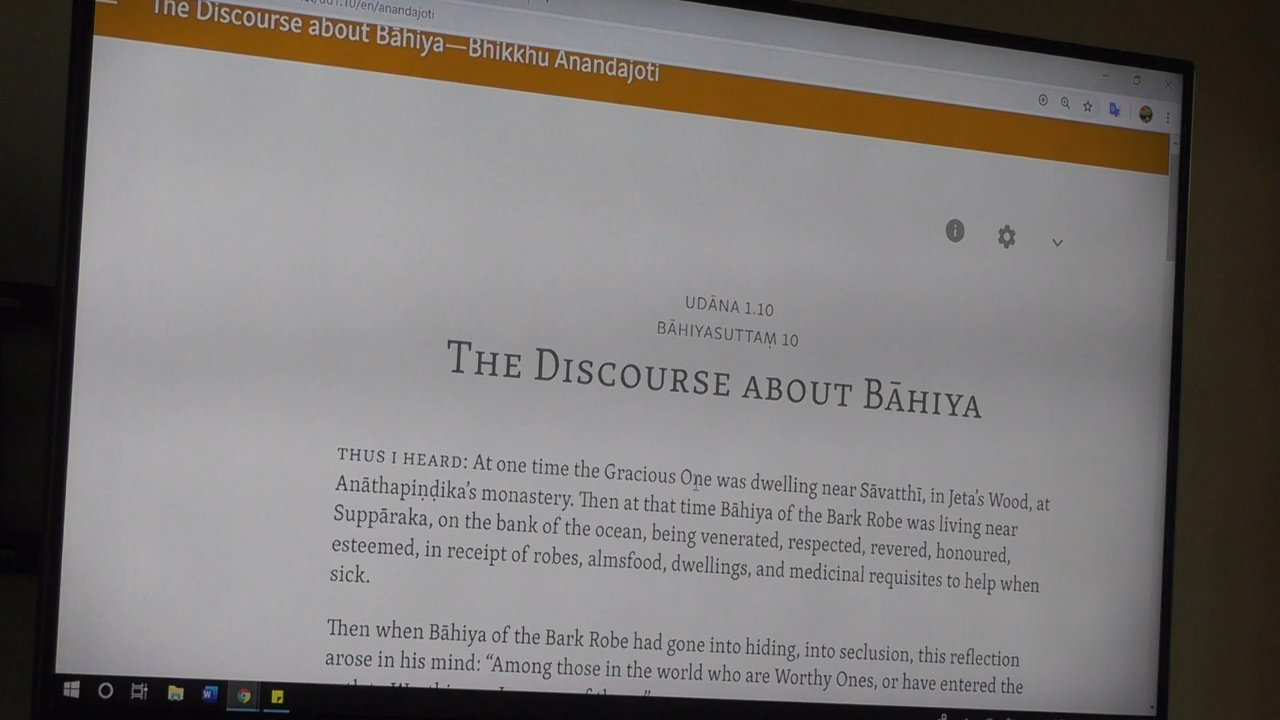 ud1.10/en/anandajoti
The Discourse about Bāhiya—Bhikkhu Anandajoti
UDĀNA 1.10
BĀHIYASUTTAṂ 10
THE DISCOURSE ABOUT BĀHIYA
THUS I HEARD: At one time the Gracious One was dwelling near Sāvatthī, in Jeta's Wood, at
Anāthapiṇḍika's monastery. Then at that time Bāhiya of the Bark Robe was living near
Suppāraka, on the bank of the ocean, being venerated, respected, revered, honoured,
esteemed, in receipt of robes, almsfood, dwellings, and medicinal requisites to help when
sick.
Then when Bāhiya of the Bark Robe had gone into hiding, into seclusion, this reflection
arose in his mind: “Among those in the world who are Worthy Ones, or have entered the